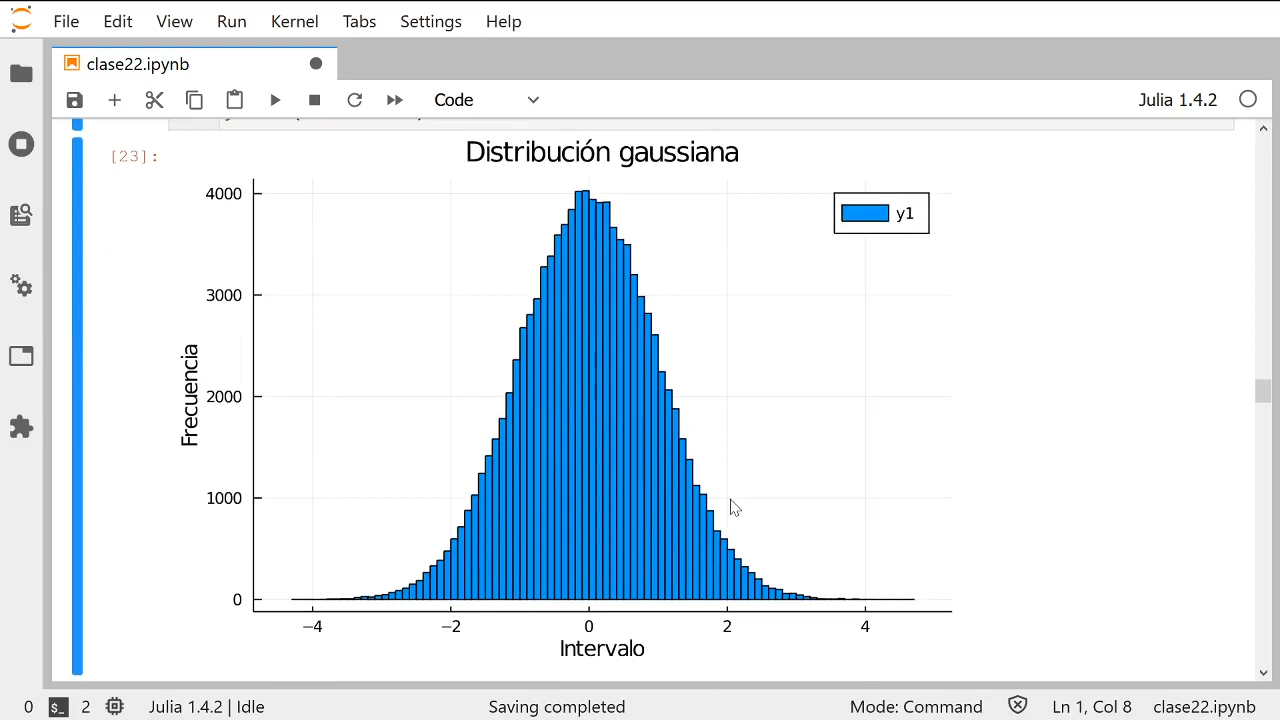 File Edit View Run Kernel Tabs Settings Help
clase22.ipynb
Code
Julia 1.4.2
[23]:
Distribución gaussiana
y1
4000
3000
2000
1000
0
Frecuencia
−4 −2 0 2 4
Intervalo
0 $_ 2 Julia 1.4.2 | Idle Saving completed Mode: Command Ln 1, Col 8 clase22.ipynb